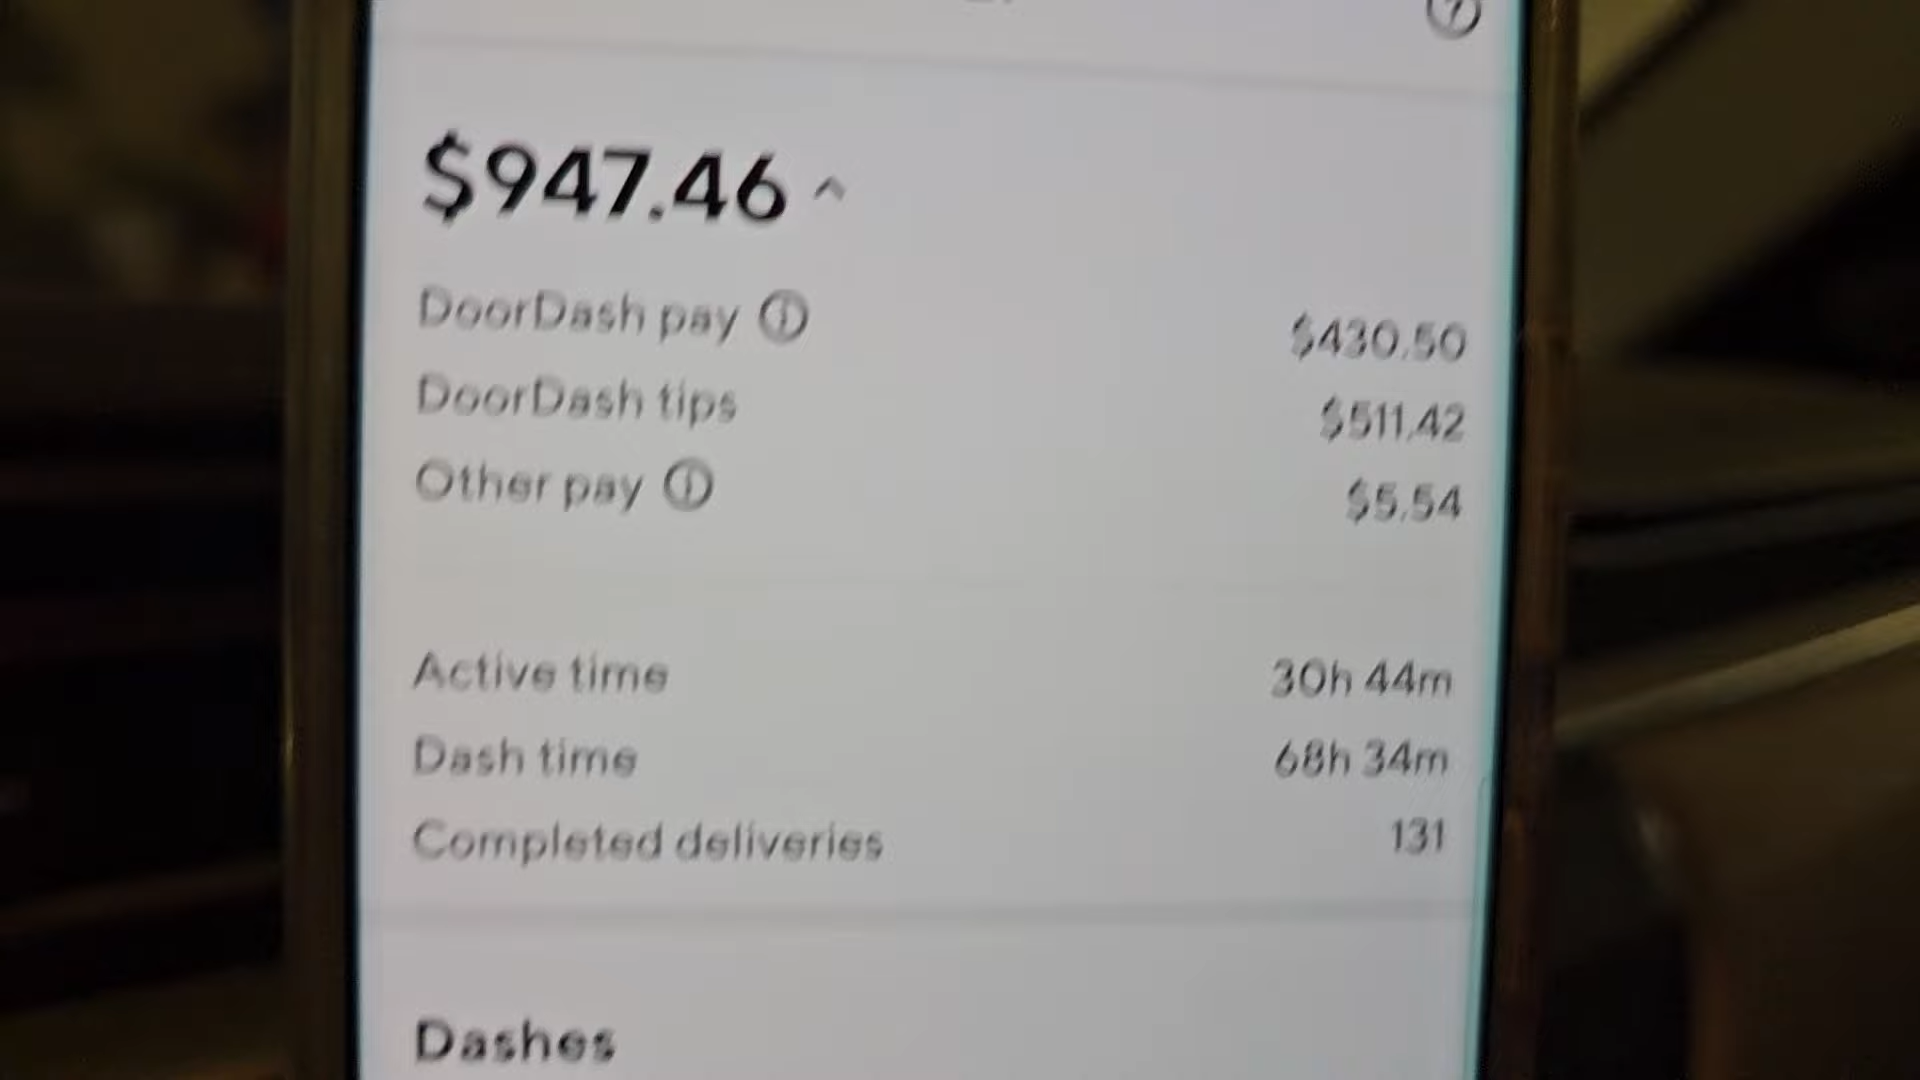 $947.46
DoorDash pay $430.50
DoorDash tips $511.42
Other pay $5.54
Active time 30h 44m
Dash time 68h 34m
Completed deliveries 131
Dashes